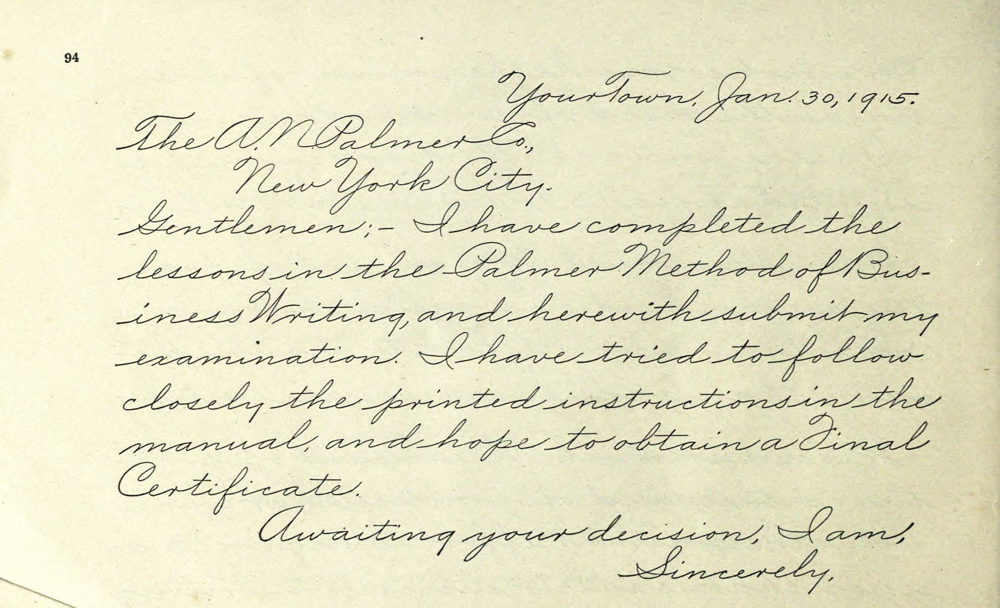 94
Your Town, Jan. 30, 1915.
The A. N. Palmer Co.,
New York City.
Gentlemen;- I have completed the
lessons in the Palmer Method of Bus-
iness Writing, and herewith submit my
examination. I have tried to follow
closely the printed instructions in the
manual, and hope to obtain a Final
Certificate.
Awaiting your decision, I am,
Sincerely,